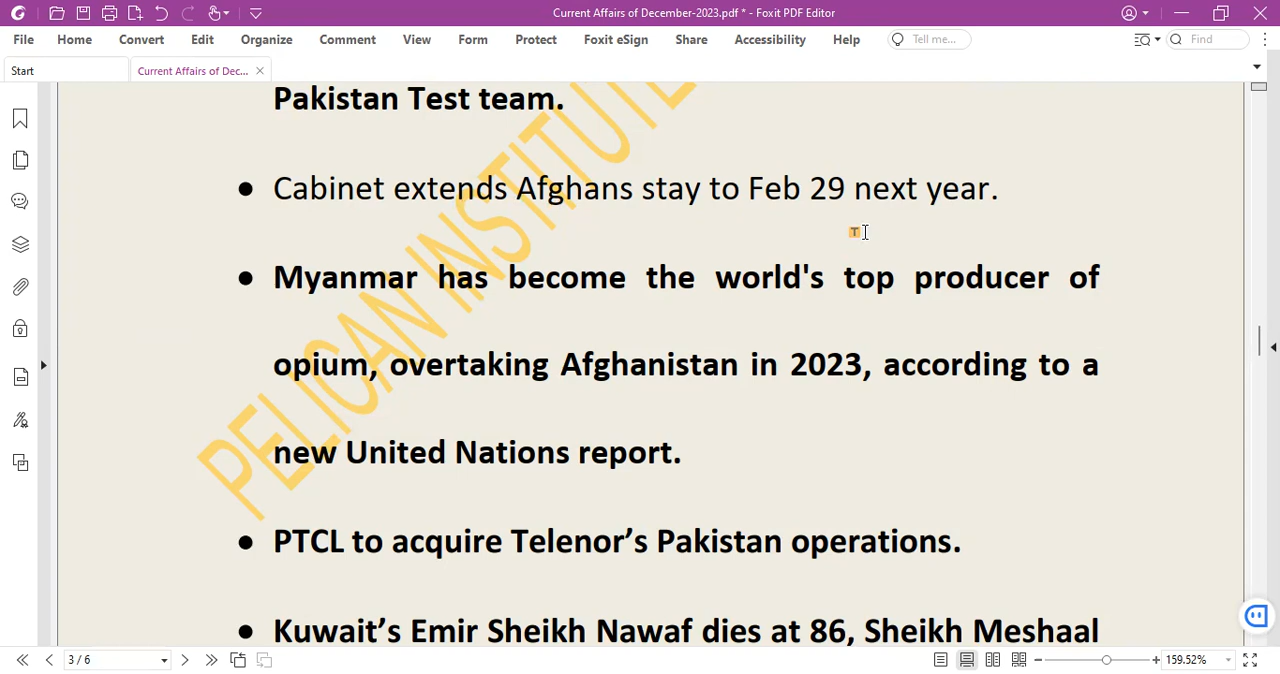 Current Affairs of December-2023.pdf * - Foxit PDF Editor
File Home Convert Edit Organize Comment View Form Protect Foxit eSign Share Accessibility Help Tell me... Find
Start Current Affairs of Dec...
Pakistan Test team.
● Cabinet extends Afghans stay to Feb 29 next year.
T
● Myanmar has become the world's top producer of
opium, overtaking Afghanistan in 2023, according to a
new United Nations report.
● PTCL to acquire Telenor’s Pakistan operations.
● Kuwait’s Emir Sheikh Nawaf dies at 86, Sheikh Meshaal
PELICAN INSTITUTE
3 / 6 159.52%